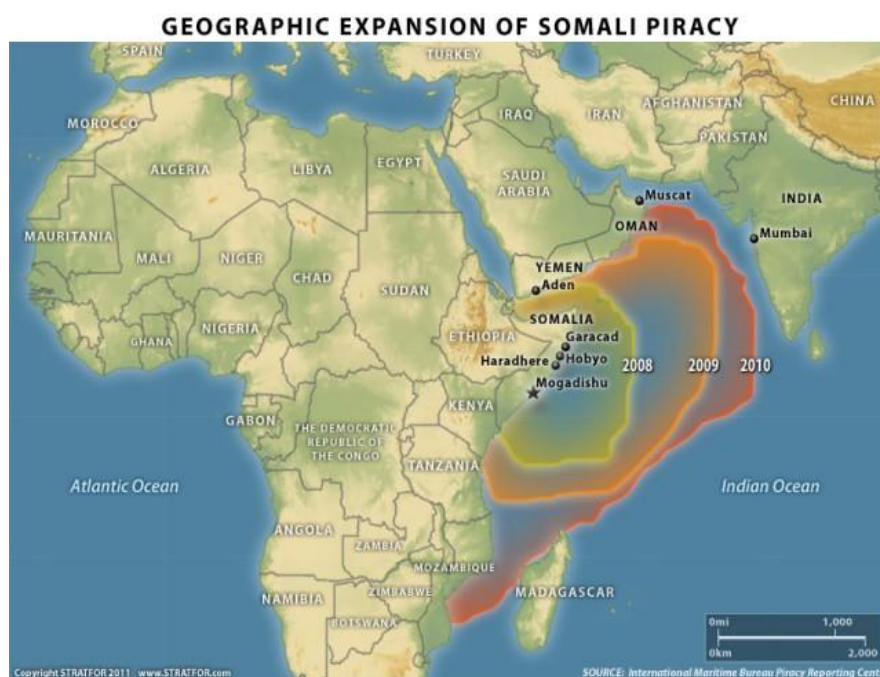 GEOGRAPHIC EXPANSION OF SOMALI PIRACY
SPAIN
TURKEY
MOROCCO
IRAQ
IRAN
AFGHANISTAN
CHINA
PAKISTAN
ALGERIA
LIBYA
EGYPT
SAUDI
ARABIA
Muscat
INDIA
OMAN
Mumbai
MAURITANIA
MALI
NIGER
CHAD
SUDAN
YEMEN
Aden
SOMALIA
NIGERIA
GHANA
ETHIOPIA
Garacad
Haradhere
Hobyo
2008
2009
2010
Mogadishu
GABON
KENYA
THE DEMOCRATIC
REPUBLIC OF
THE CONGO
TANZANIA
Atlantic Ocean
Indian Ocean
ANGOLA
ZAMBIA
MOZAMBIQUE
ZIMBABWE
MADAGASCAR
NAMIBIA
BOTSWANA
0mi 1,000
0km 2,000
Copyright STRATFOR 2011 www.STRATFOR.com
SOURCE: International Maritime Bureau Piracy Reporting Cent